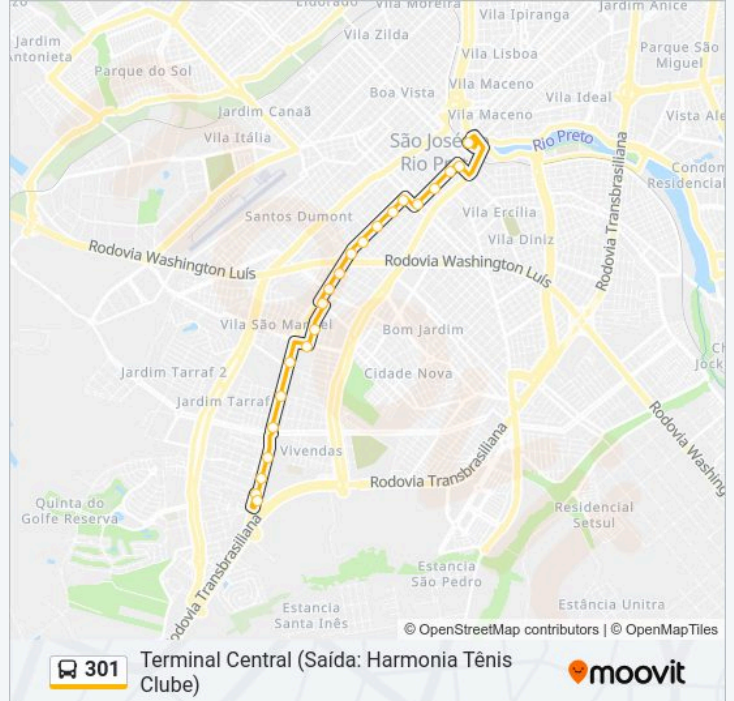 Eldorado
Vila Moreira
Vila Ipiranga
Jardim Anice
Jardim
Antonieta
Vila Zilda
Vila Lisboa
Parque São
Miguel
Parque do Sol
Boa Vista
Vila Maceno
Vila Ideal
Jardim Canaã
Vila Maceno
Vista Ale
Vila Itália
São José
Rio Pr
Rio Preto
Condom
Residencial
Santos Dumont
Vila Ercília
Vila Diniz
Rodovia Transbrasiliana
Rodovia Washington Luís
Rodovia Washington Luís
Vila São Manoel
Bom Jardim
Jardim Tarraf 2
Cidade Nova
Jock
Jardim Tarraf
Rodovia Washing
Vivendas
Rodovia Transbrasiliana
Quinta do
Golfe Reserva
Residencial
Setsul
odovia Transbrasiliana
Estancia
São Pedro
Estancia
Santa Inês
Estância Unitra
© OpenStreetMap contributors | © OpenMapTiles
301
Terminal Central (Saída: Harmonia Tênis
Clube)
moovit